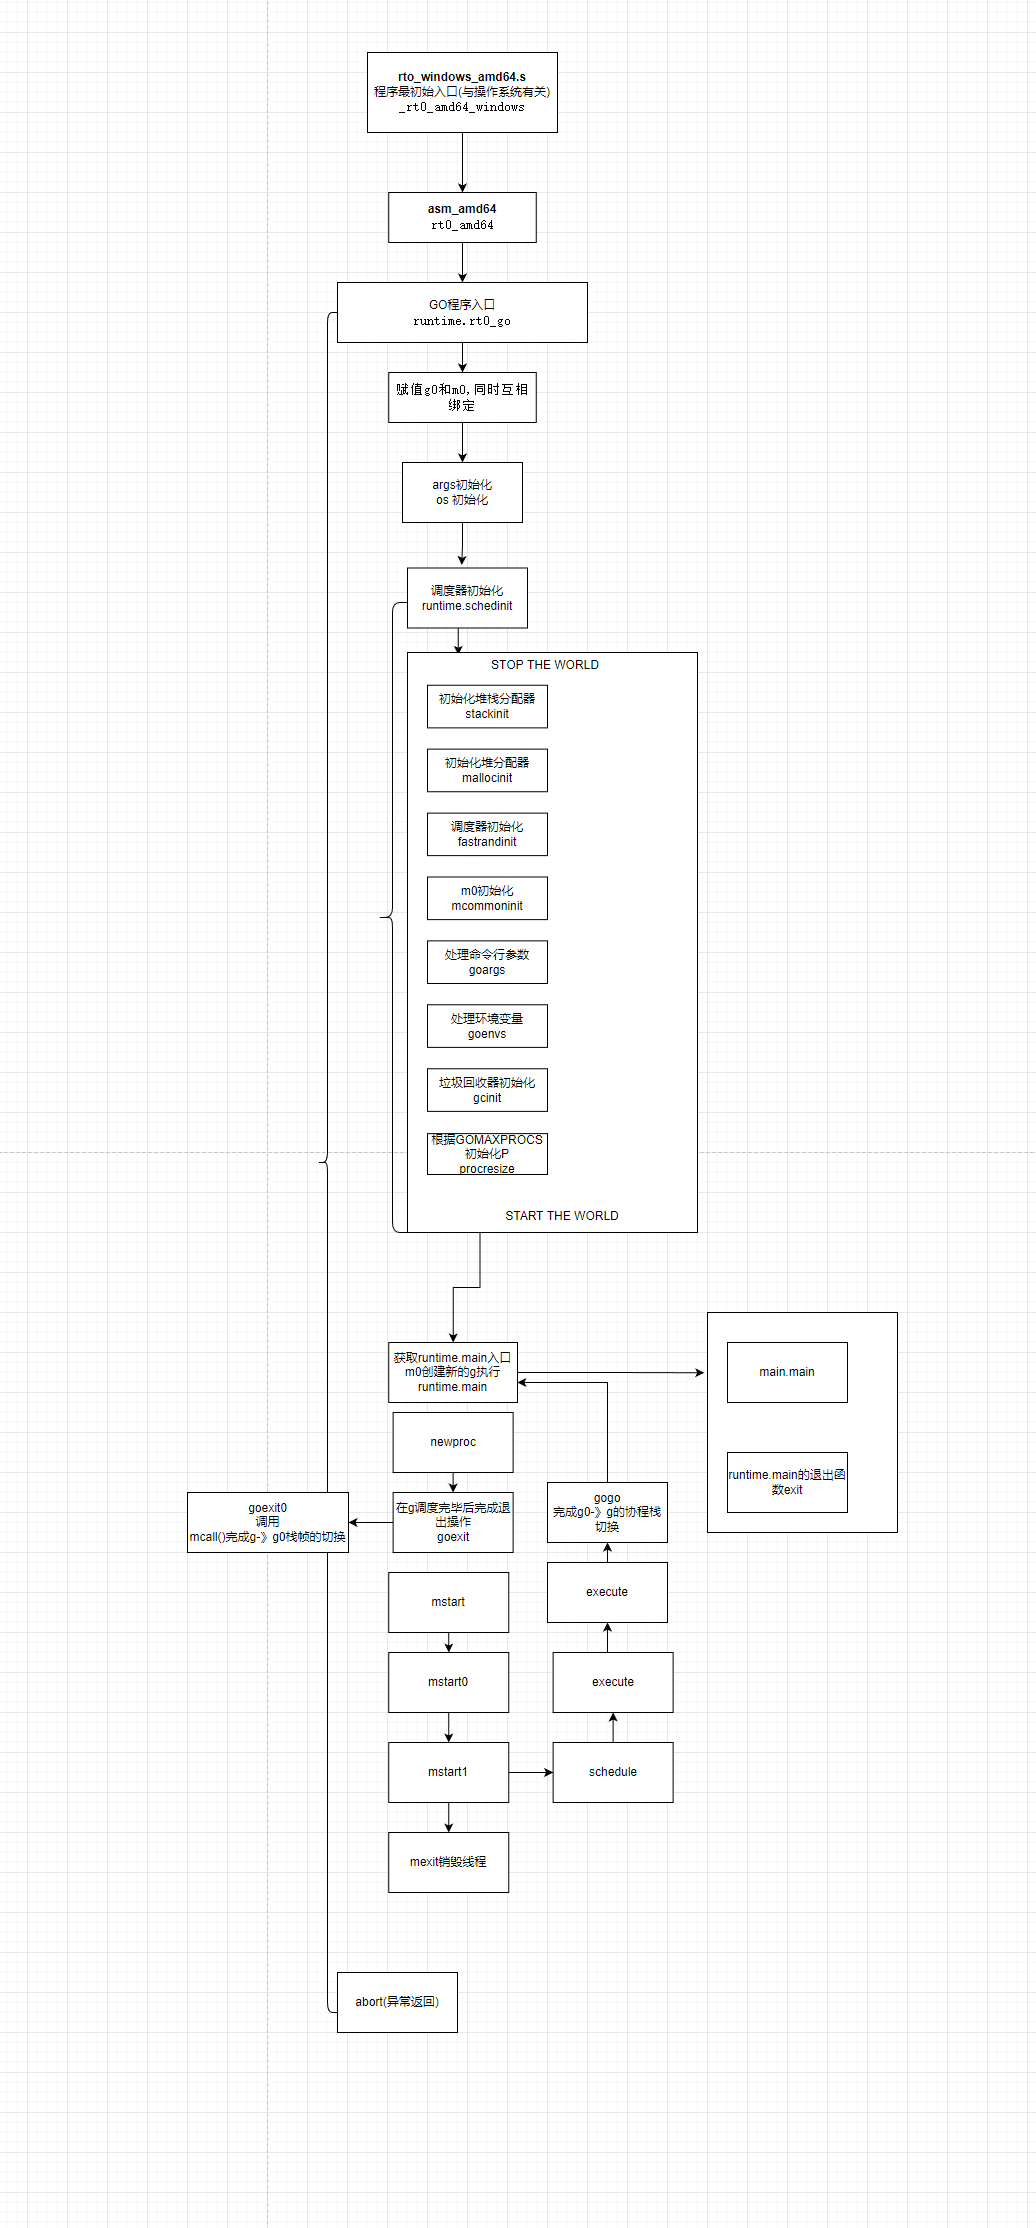 rto_windows_amd64.s
程序最初始入口(与操作系统有关)
_rt0_amd64_windows
asm_amd64
rt0_amd64
GO程序入口
runtime.rt0_go
赋值g0和m0,同时互相
绑定
args初始化
os 初始化
调度器初始化
runtime.schedinit
STOP THE WORLD
初始化堆栈分配器
stackinit
初始化堆分配器
mallocinit
调度器初始化
fastrandinit
m0初始化
mcommoninit
处理命令行参数
goargs
处理环境变量
goenvs
垃圾回收器初始化
gcinit
根据GOMAXPROCS
初始化P
procresize
START THE WORLD
获取runtime.main入口
m0创建新的g执行
runtime.main
main.main
runtime.main的退出函
数exit
newproc
在g调度完毕后完成退
出操作
goexit
goexit0
调用
mcall()完成g-》g0栈帧的切换
gogo
完成g0-》g的协程栈
切换
execute
mstart
mstart0
execute
mstart1
schedule
mexit销毁线程
abort(异常返回)